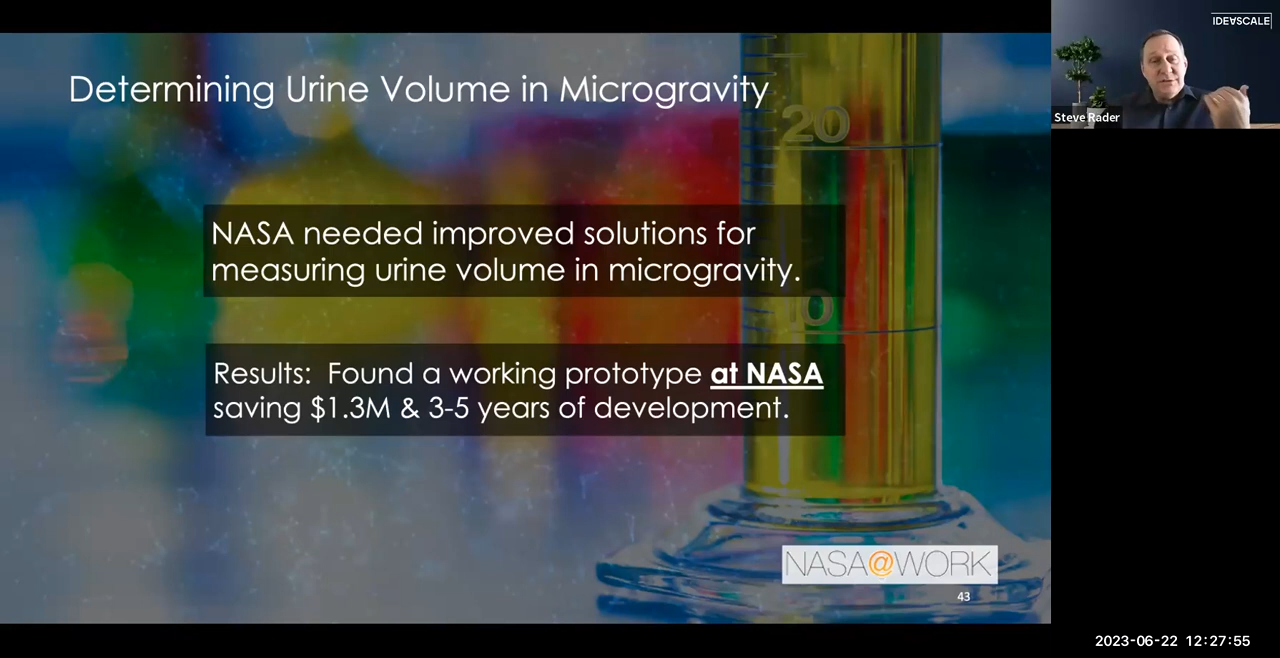 Determining Urine Volume in Microgravity
20
NASA needed improved solutions for
measuring urine volume in microgravity.
10
Results: Found a working prototype at NASA
saving $1.3M & 3-5 years of development.
NASA@WORK
43
IDEASCALE
Steve Rader
2023-06-22 12:27:55